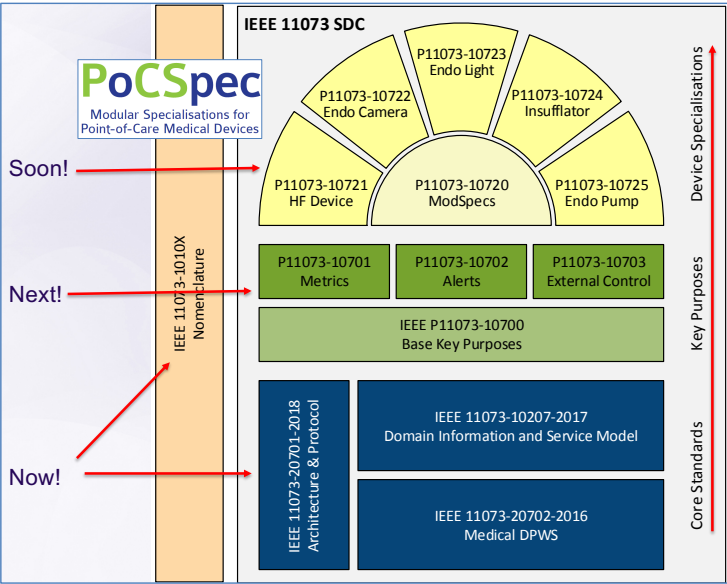 IEEE 11073 SDC
PoCSpec
Modular Specialisations for
Point-of-Care Medical Devices
Soon!
Next!
Now!
IEEE 11073-1010X
Nomenclature
P11073-10721
HF Device
P11073-10722
Endo Camera
P11073-10723
Endo Light
P11073-10724
Insufflator
P11073-10725
Endo Pump
P11073-10720
ModSpecs
P11073-10701
Metrics
P11073-10702
Alerts
P11073-10703
External Control
IEEE P11073-10700
Base Key Purposes
IEEE 11073-20701-2018
Architecture & Protocol
IEEE 11073-10207-2017
Domain Information and Service Model
IEEE 11073-20702-2016
Medical DPWS
Device Specialisations
Key Purposes
Core Standards